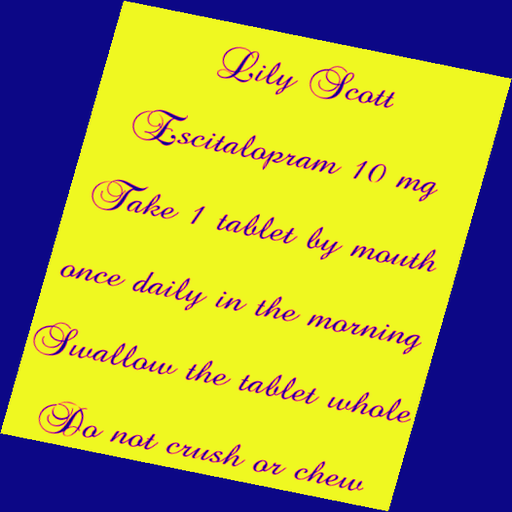 Lily Scott
Escitalopram 10 mg
Take 1 tablet by mouth
once daily in the morning
Swallow the tablet whole
Do not crush or chew